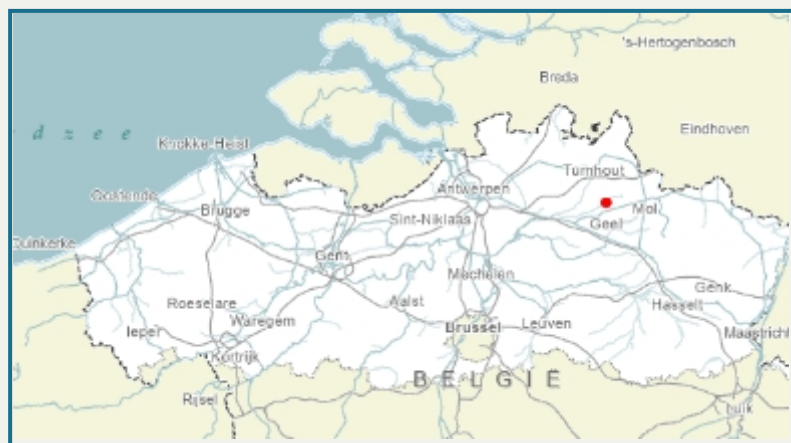 's-Hertogenbosch
Breda
d z e e
Eindhoven
Knokke-Heist
Turnhout
Oostende
Antwerpen
Brugge
Sint-Niklaas
Mol
Geel
Duinkerke
Gent
Mechelen
Genk
Roeselare
Aalst
Hasselt
Ieper
Waregem
Brussel
Leuven
Maastricht
Kortrijk
BELGIË
Rijsel
Luik